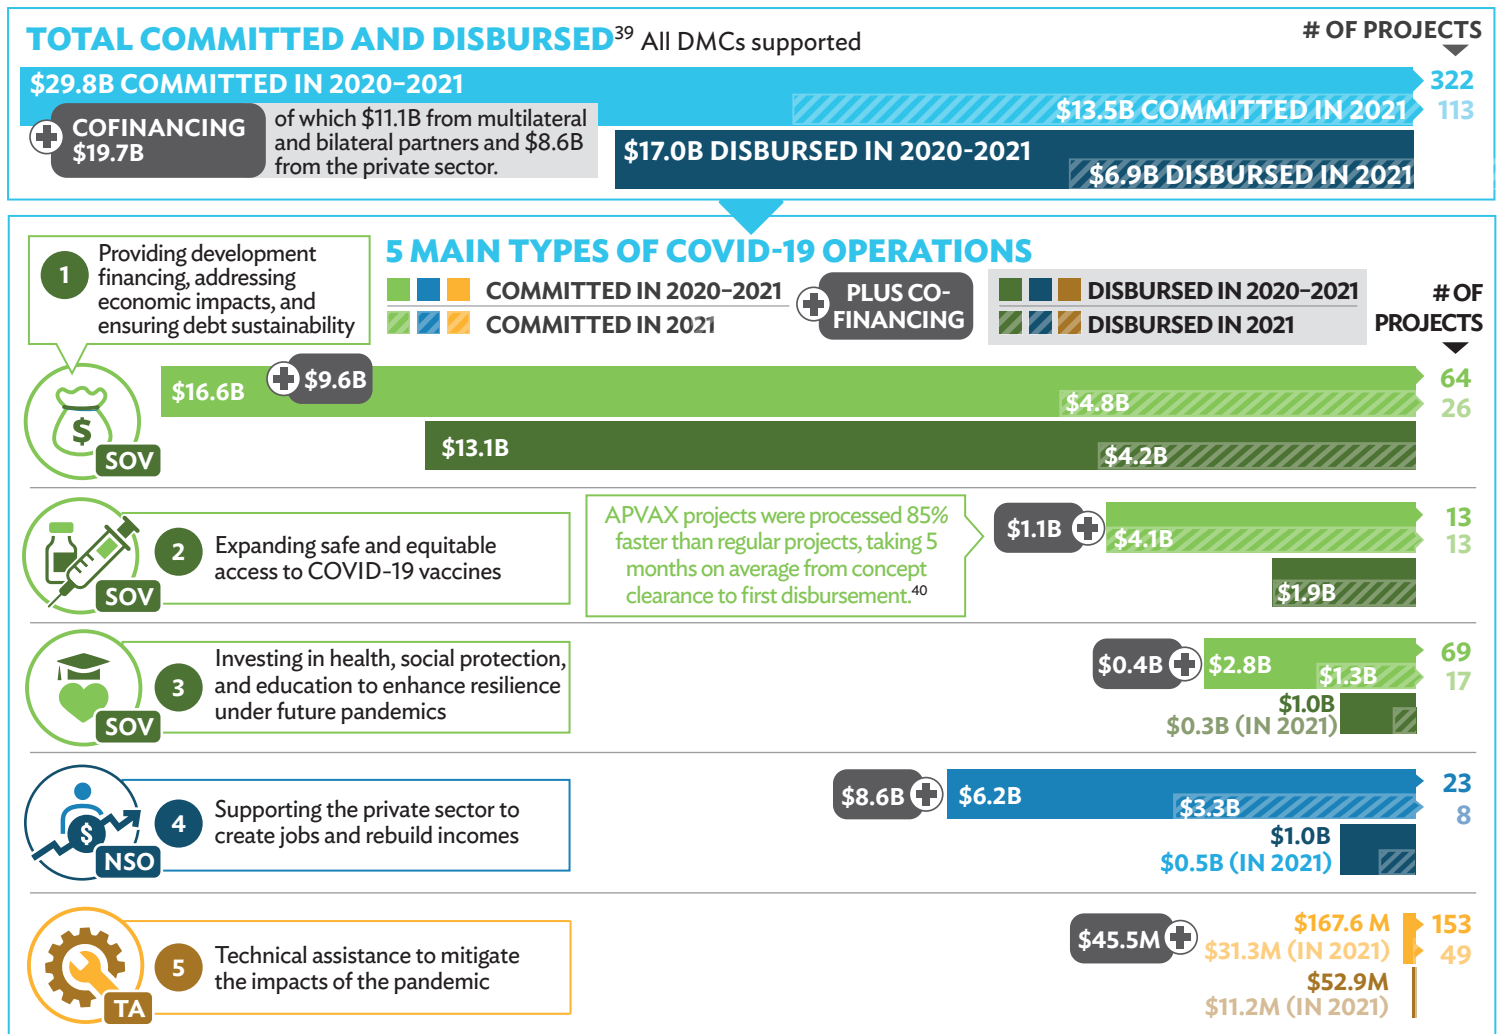 TOTAL COMMITTED AND DISBURSED39 All DMCs supported
# OF PROJECTS
$29.8B COMMITTED IN 2020–2021
322
$13.5B COMMITTED IN 2021
113
COFINANCING
$19.7B
of which $11.1B from multilateral
and bilateral partners and $8.6B
from the private sector.
$17.0B DISBURSED IN 2020-2021
$6.9B DISBURSED IN 2021
5 MAIN TYPES OF COVID-19 OPERATIONS
COMMITTED IN 2020–2021
COMMITTED IN 2021
PLUS CO-
FINANCING
DISBURSED IN 2020–2021
DISBURSED IN 2021
# OF
PROJECTS
1
Providing development
financing, addressing
economic impacts, and
ensuring debt sustainability
$
SOV
$16.6B
$9.6B
$4.8B
64
26
$13.1B
$4.2B
SOV
2
Expanding safe and equitable
access to COVID-19 vaccines
APVAX projects were processed 85%
faster than regular projects, taking 5
months on average from concept
clearance to first disbursement.40
$1.1B
$4.1B
13
13
$1.9B
SOV
3
Investing in health, social protection,
and education to enhance resilience
under future pandemics
$0.4B
$2.8B
$1.3B
69
17
$1.0B
$0.3B (IN 2021)
$
NSO
4
Supporting the private sector to
create jobs and rebuild incomes
$8.6B
$6.2B
$3.3B
23
8
$1.0B
$0.5B (IN 2021)
TA
5
Technical assistance to mitigate
the impacts of the pandemic
$45.5M
$167.6 M
$31.3M (IN 2021)
153
49
$52.9M
$11.2M (IN 2021)